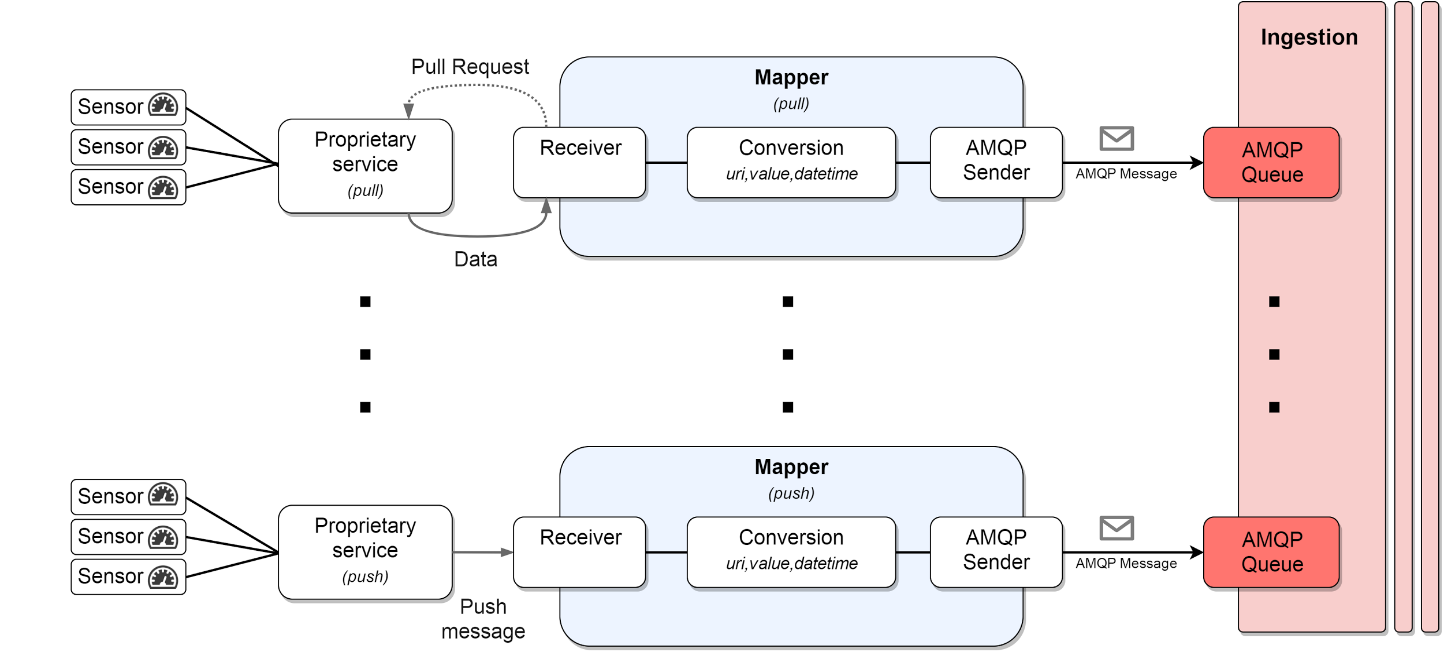 Ingestion
Pull Request
Mapper
(pull)
Sensor
Sensor
Sensor
Proprietary
service
(pull)
Receiver
Conversion
uri,value,datetime
AMQP
Sender
AMQP Message
AMQP
Queue
Data
Mapper
(push)
Sensor
Sensor
Sensor
Proprietary
service
(push)
Push
message
Receiver
Conversion
uri,value,datetime
AMQP
Sender
AMQP Message
AMQP
Queue